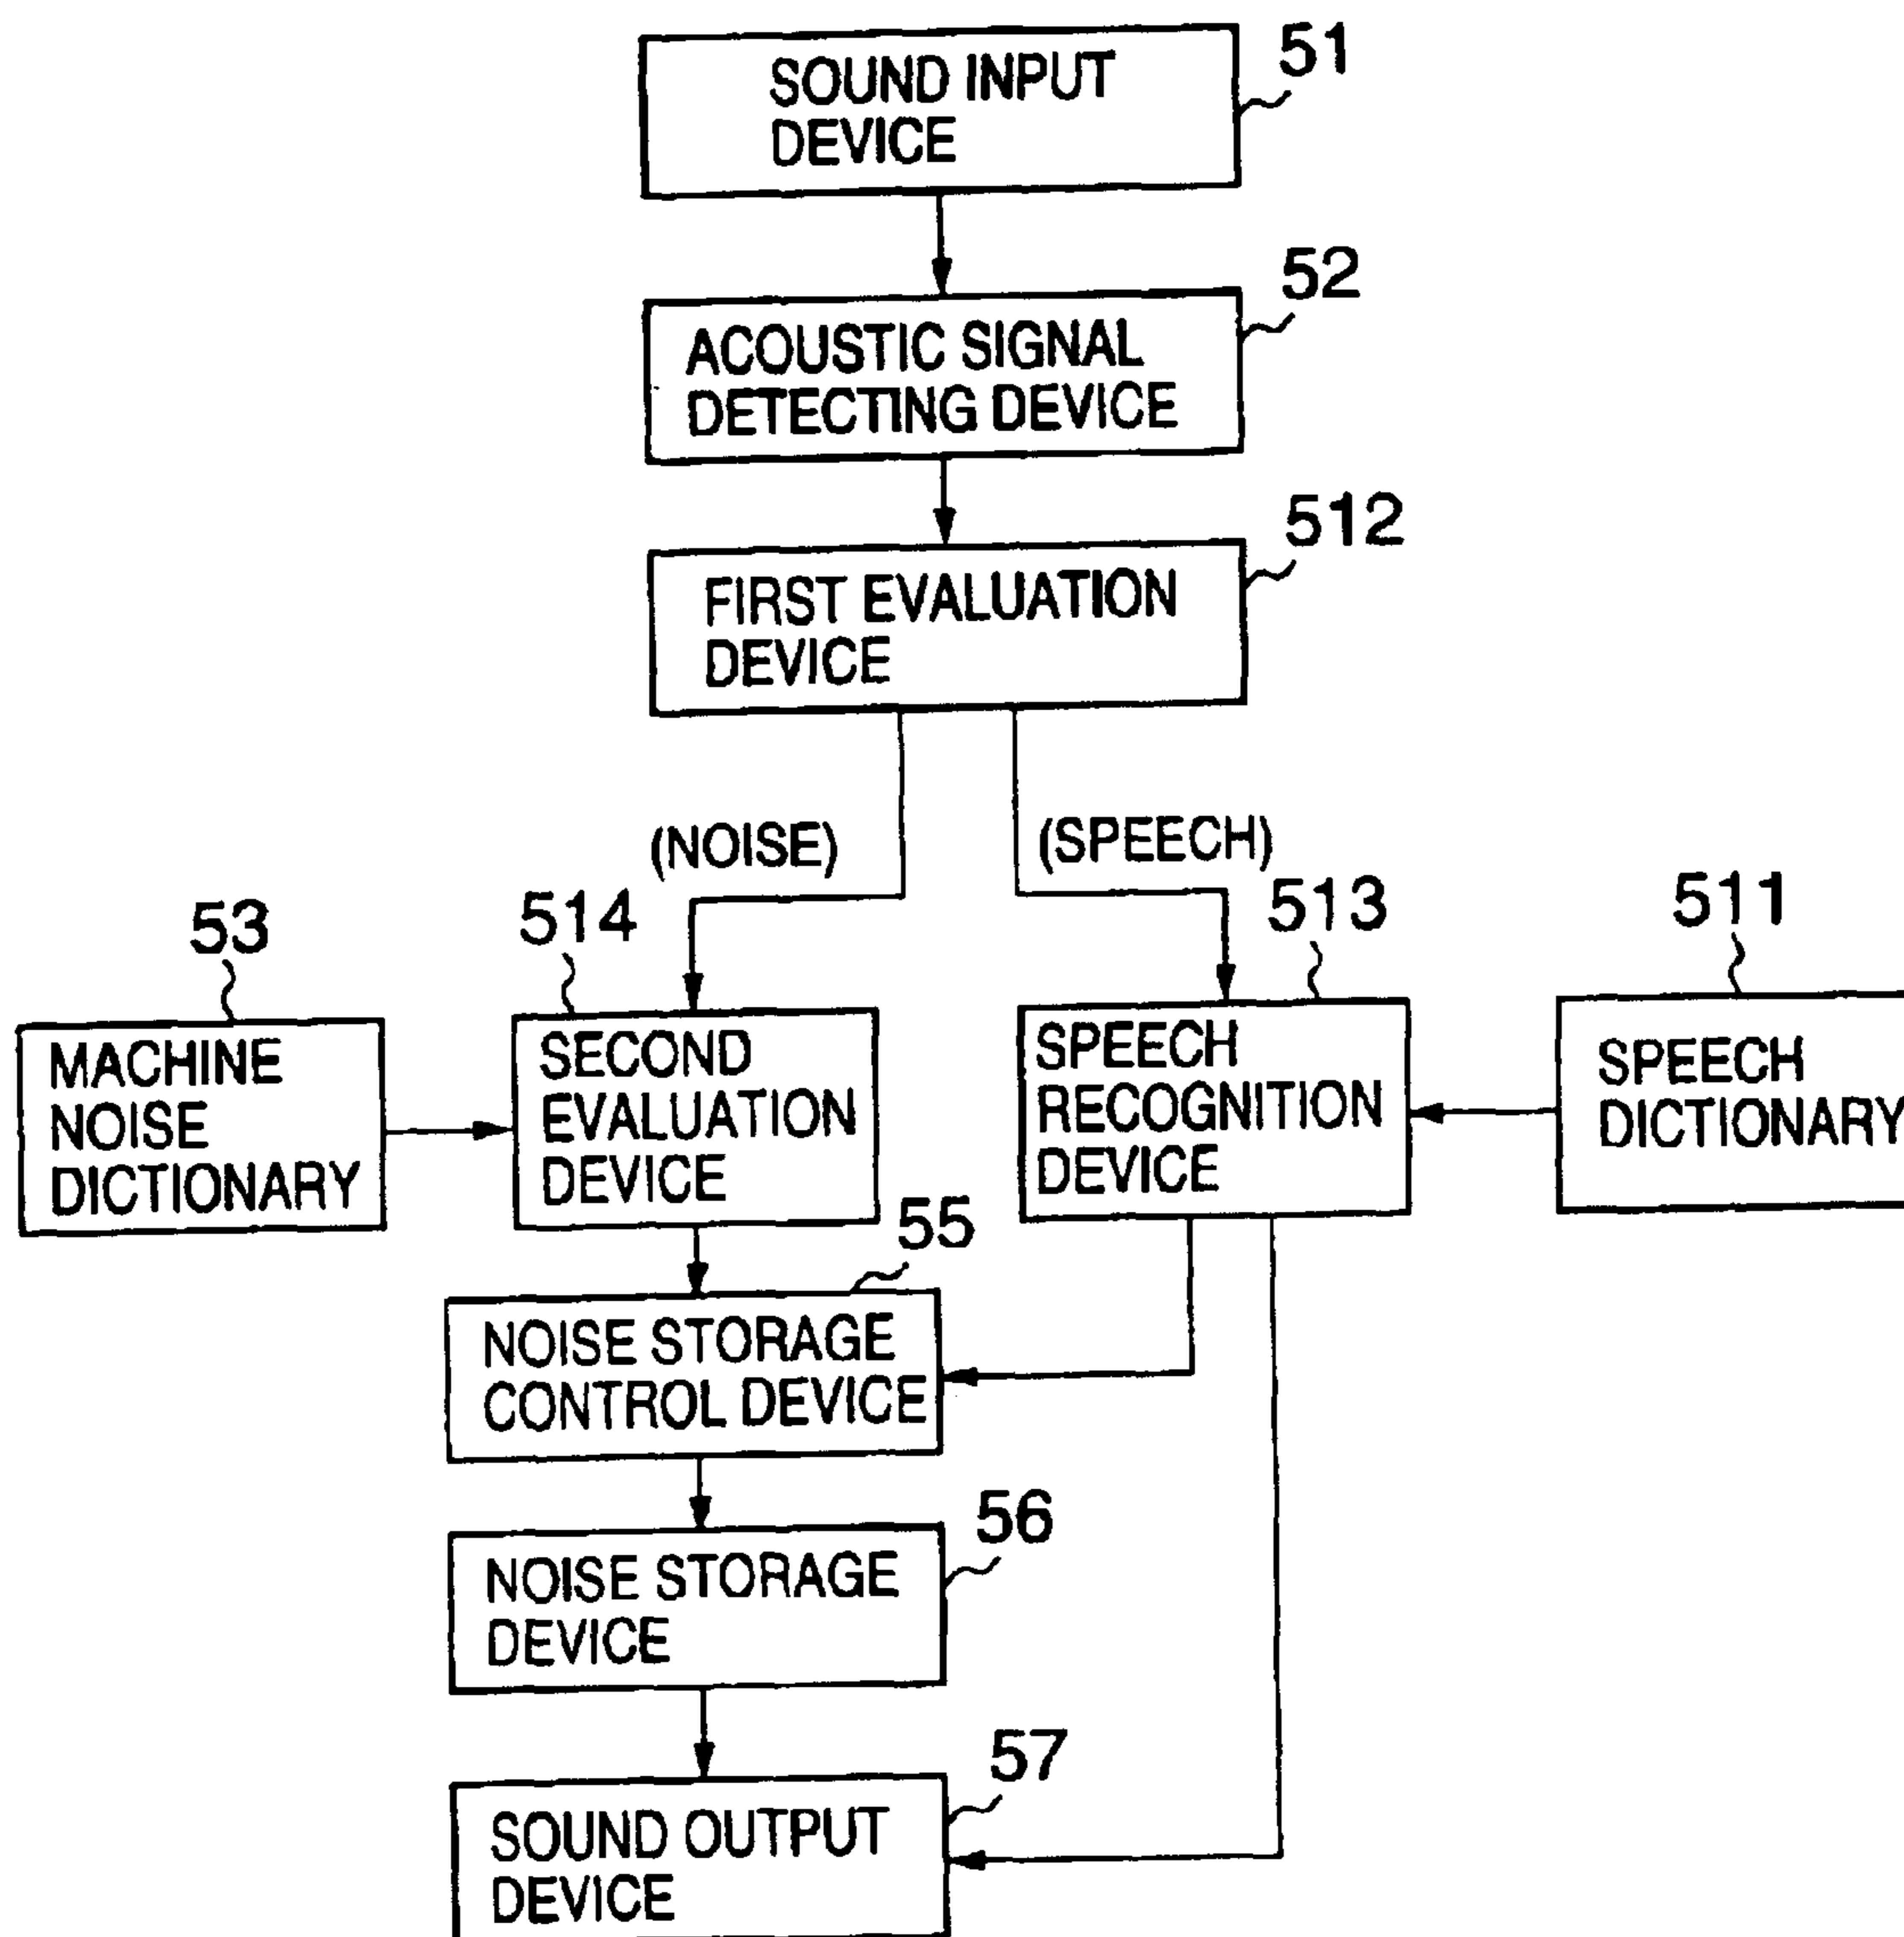 51
SOUND INPUT
DEVICE
52
ACOUSTIC SIGNAL
DETECTING DEVICE
512
FIRST EVALUATION
DEVICE
(NOISE)
(SPEECH)
53
514
513
511
MACHINE
NOISE
DICTIONARY
SECOND
EVALUATION
DEVICE
SPEECH
RECOGNITION
DEVICE
SPEECH
DICTIONARY
55
NOISE STORAGE
CONTROL DEVICE
56
NOISE STORAGE
DEVICE
57
SOUND OUTPUT
DEVICE